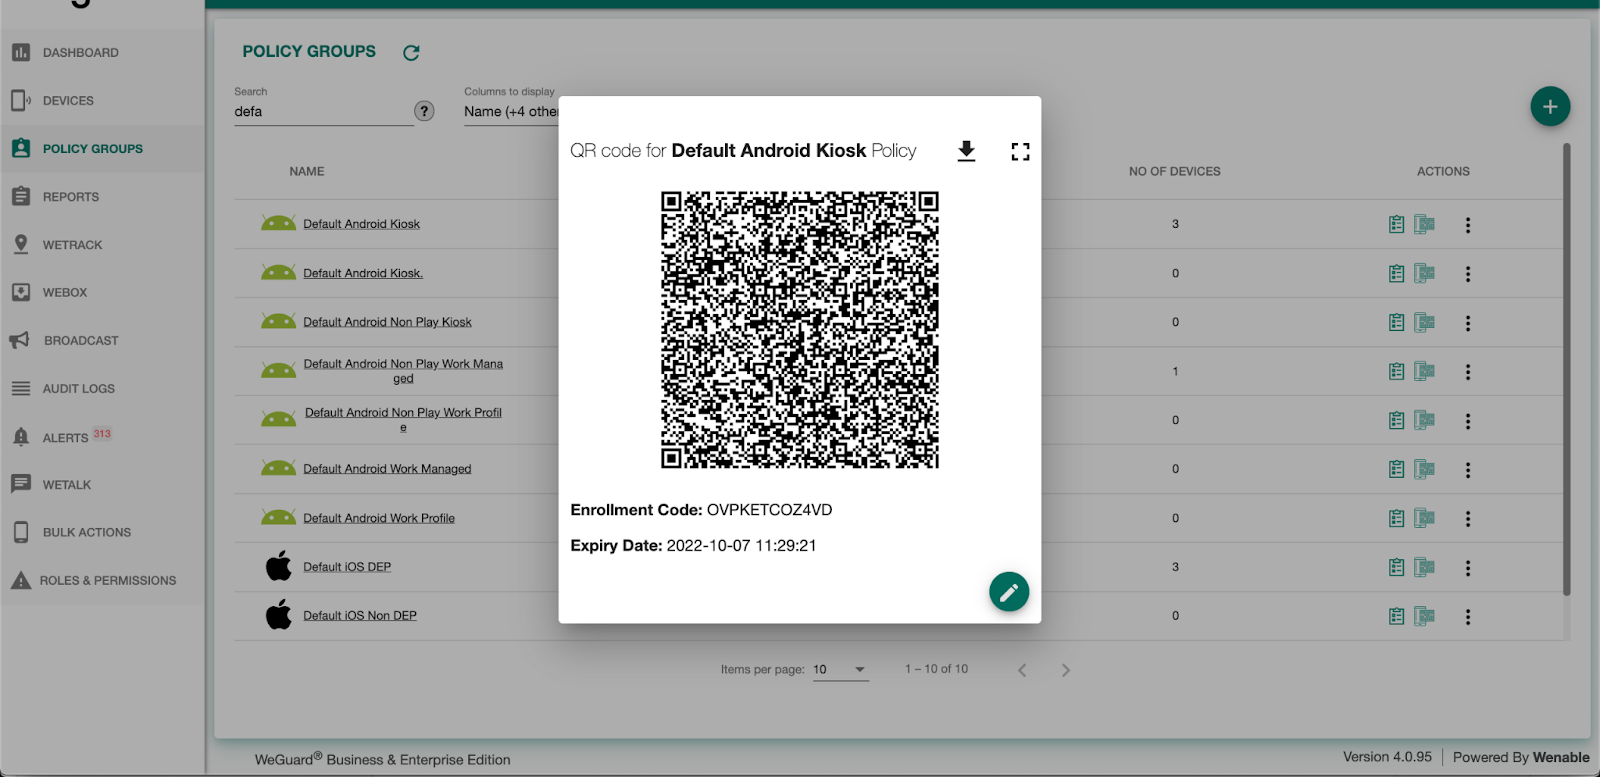 DASHBOARD
DEVICES
POLICY GROUPS
REPORTS
WETRACK
WEBOX
BROADCAST
AUDIT LOGS
ALERTS 313
WETALK
BULK ACTIONS
ROLES & PERMISSIONS
POLICY GROUPS
Search
defa
?
Columns to display
Name (+4 other
+
NAME
NO OF DEVICES
ACTIONS
Default Android Kiosk
3
Default Android Kiosk.
0
Default Android Non Play Kiosk
0
Default Android Non Play Work Mana
ged
1
Default Android Non Play Work Profil
e
0
Default Android Work Managed
0
Default Android Work Profile
0
Default iOS DEP
3
Default iOS Non DEP
0
QR code for Default Android Kiosk Policy
Enrollment Code: OVPKETCOZ4VD
Expiry Date: 2022-10-07 11:29:21
Items per page: 10
1 – 10 of 10
WeGuard® Business & Enterprise Edition
Version 4.0.95
Powered By Wenable